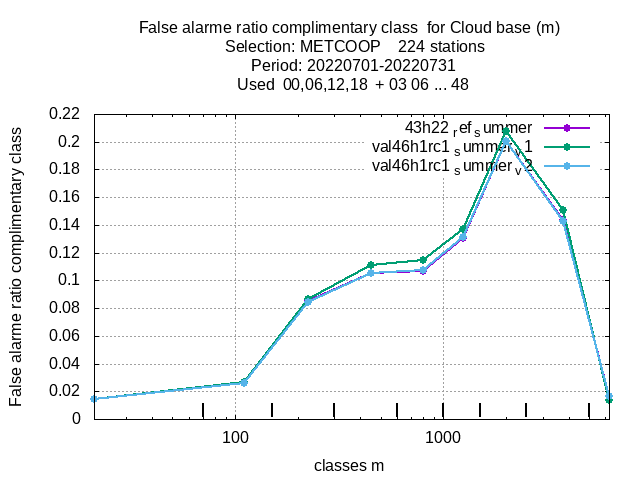 False alarme ratio complimentary class  for Cloud base (m)
Selection: METCOOP    224 stations
Period: 20220701-20220731
Used  00,06,12,18  + 03 06 ... 48
False alarme ratio complimentary class
0.22
0.2
0.18
0.16
0.14
0.12
0.1
0.08
0.06
0.04
0.02
0
43h22 ref summer
val46h1rc1 summer v1
val46h1rc1 summer v2
100
1000
classes m